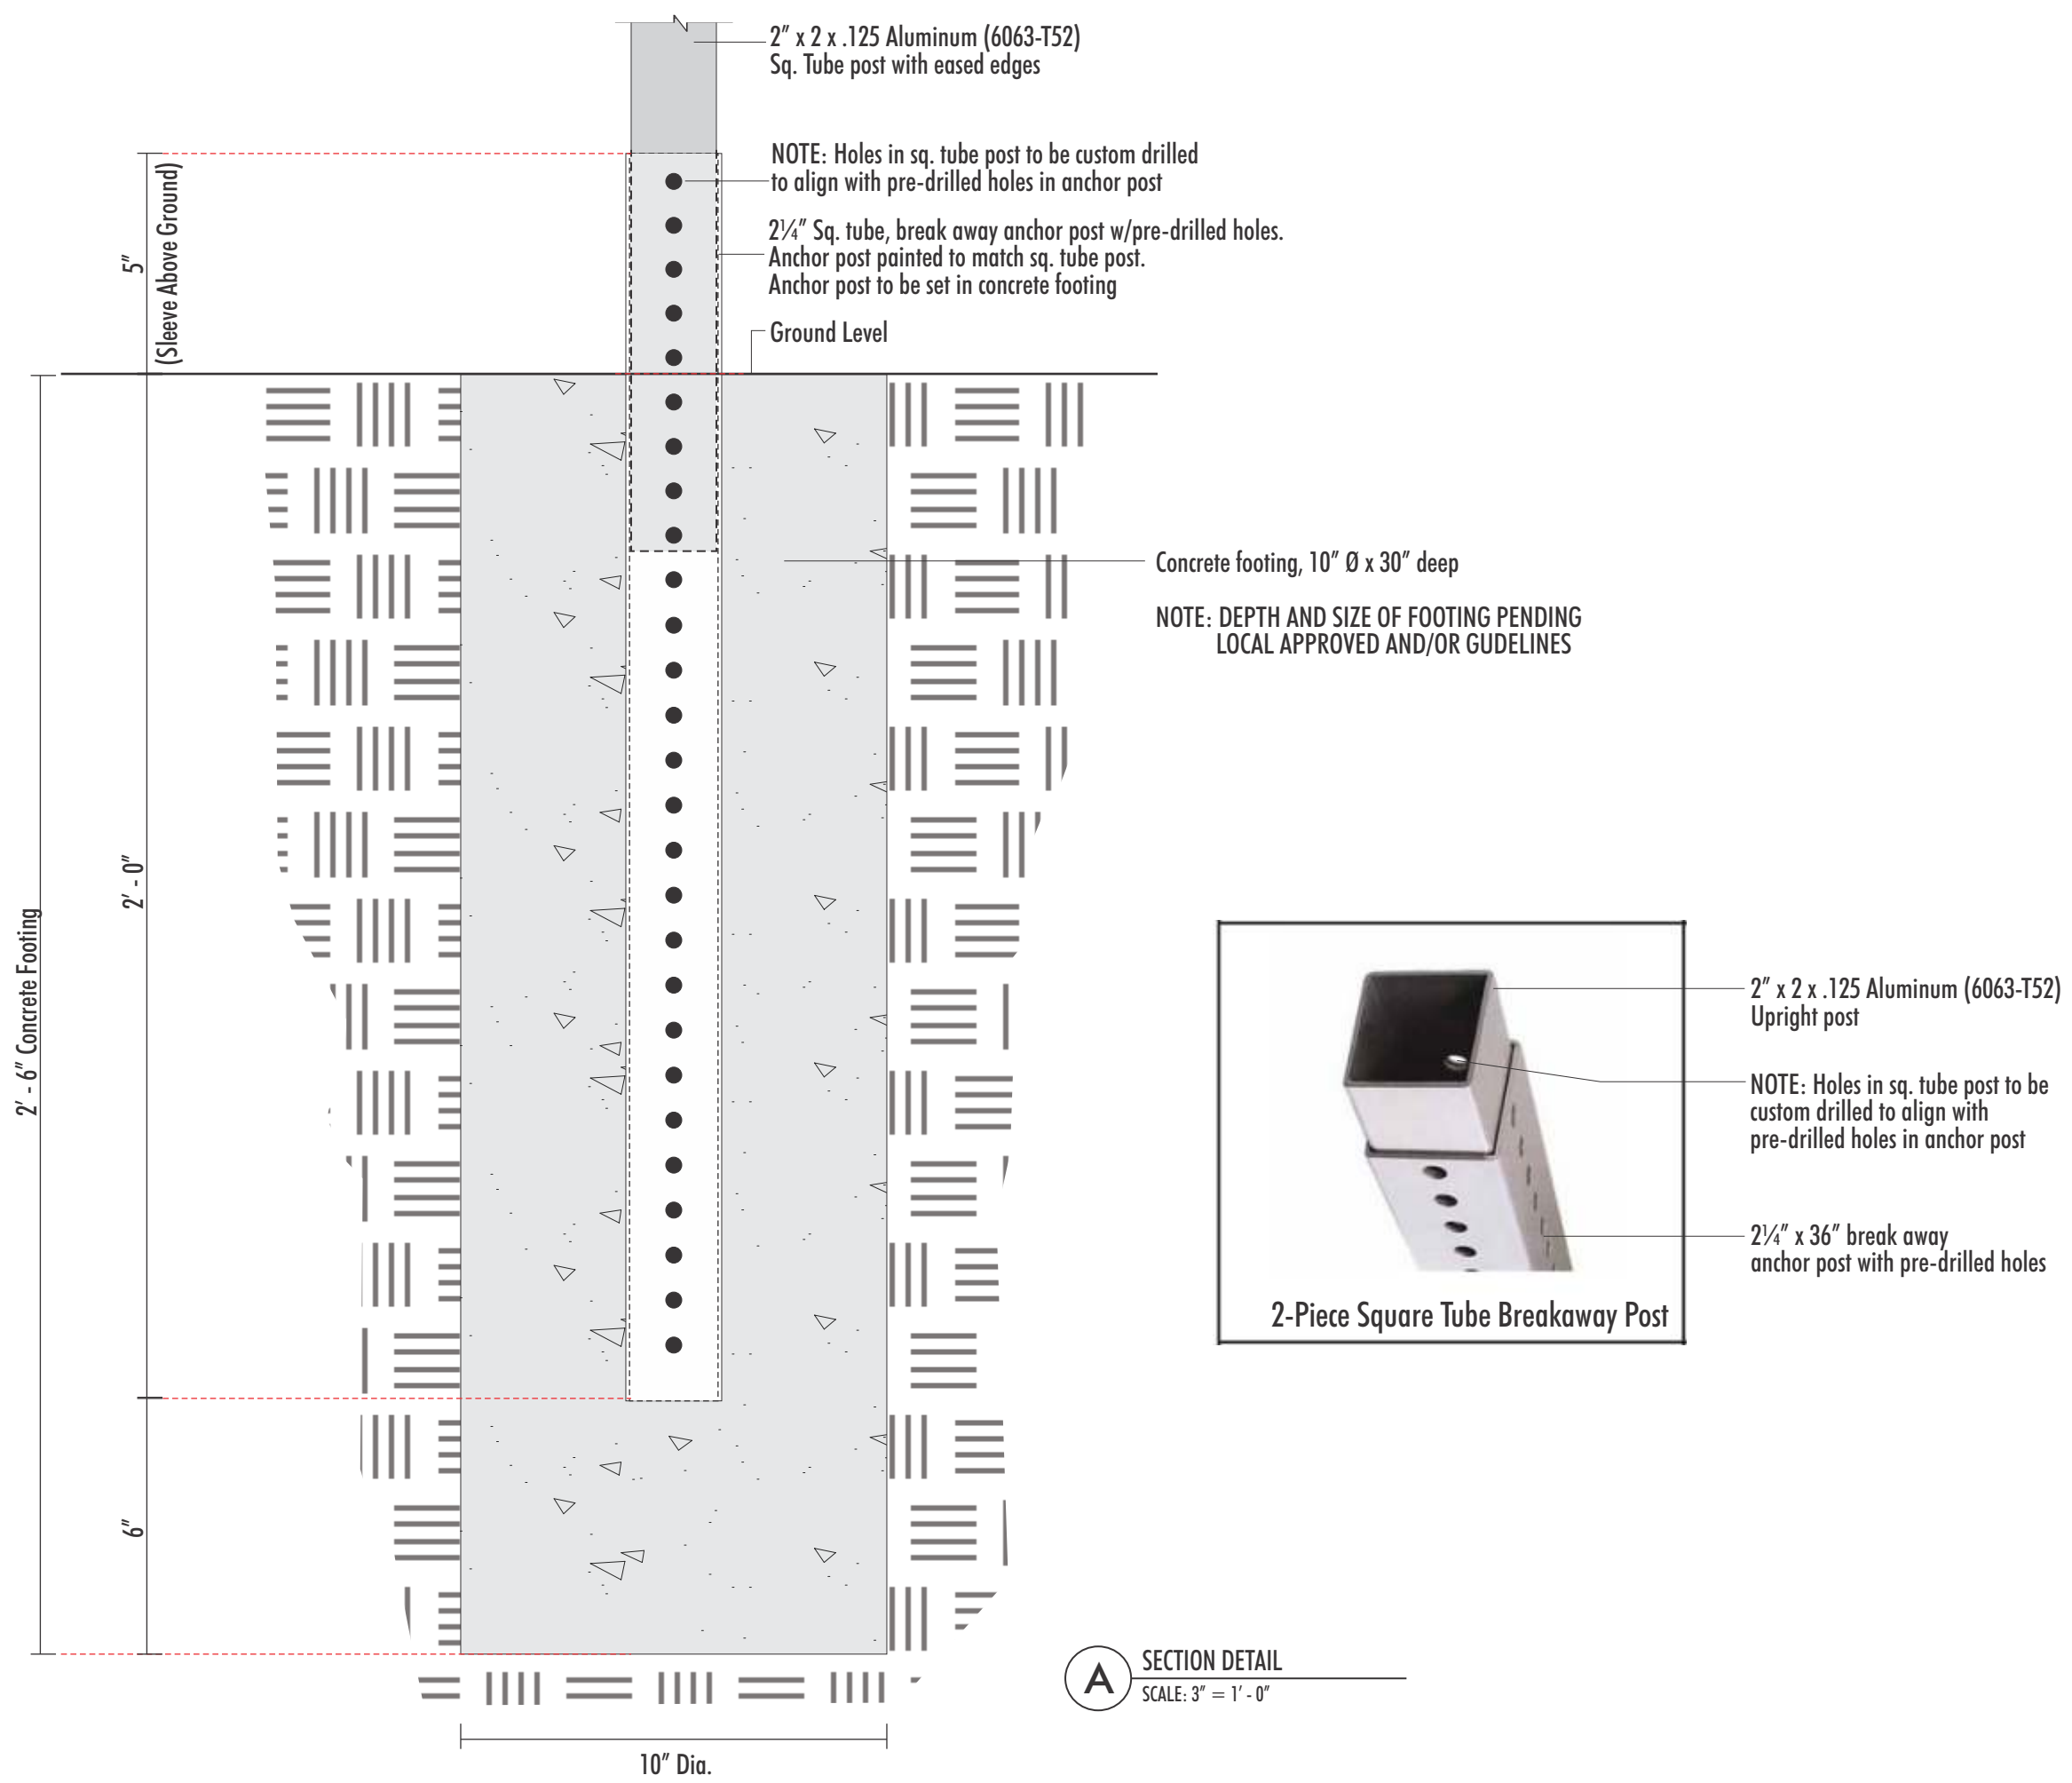 2” x 2 x .125 Aluminum (6063-T52)
Sq. Tube post with eased edges
NOTE: Holes in sq. tube post to be custom drilled
to align with pre-drilled holes in anchor post
2¼” Sq. tube, break away anchor post w/pre-drilled holes.
Anchor post painted to match sq. tube post.
Anchor post to be set in concrete footing
Ground Level
5”
(Sleeve Above Ground)
Concrete footing, 10” Ø x 30” deep
NOTE: DEPTH AND SIZE OF FOOTING PENDING
LOCAL APPROVED AND/OR GUDELINES
2’ - 0”
2’ - 6” Concrete Footing
6”
2” x 2 x .125 Aluminum (6063-T52)
Upright post
NOTE: Holes in sq. tube post to be
custom drilled to align with
pre-drilled holes in anchor post
2¼” x 36” break away
anchor post with pre-drilled holes
2-Piece Square Tube Breakaway Post
A
SECTION DETAIL
SCALE: 3” = 1’ - 0”
10” Dia.